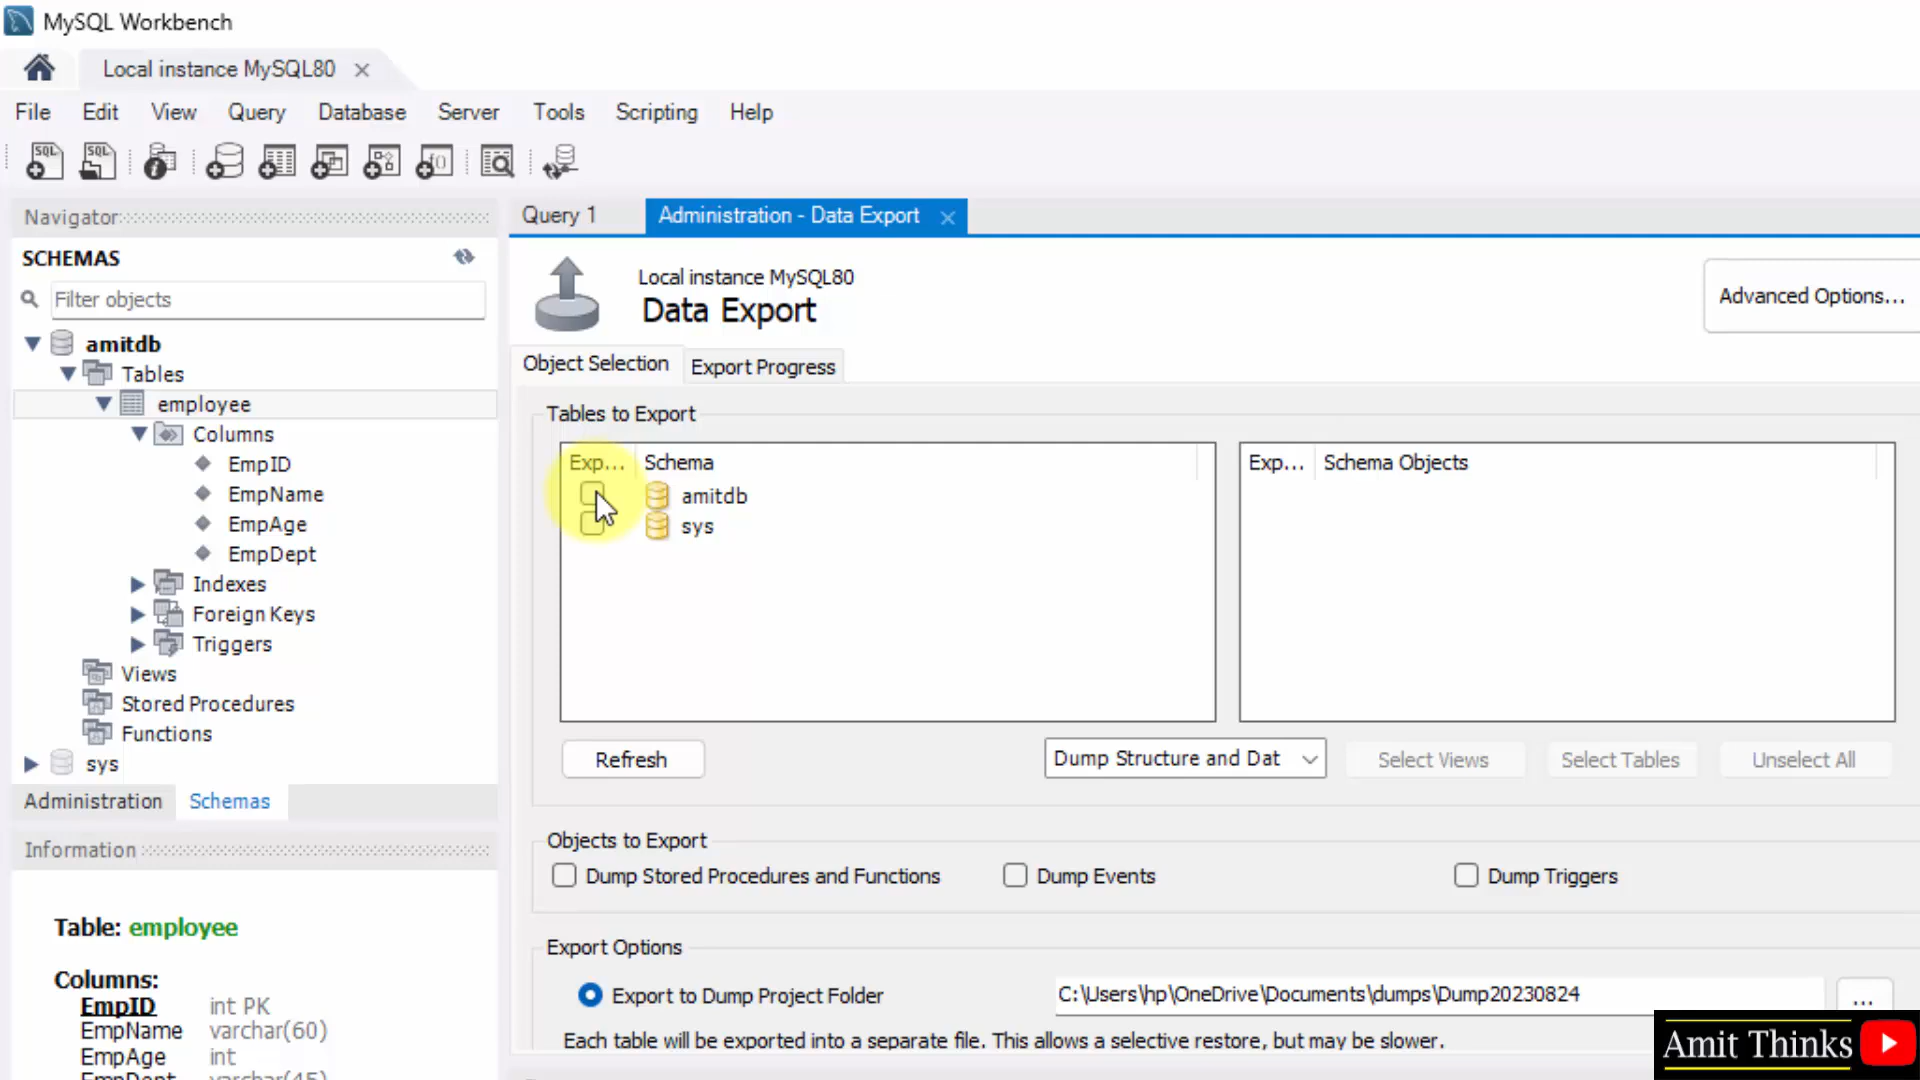 MySQL Workbench
Local instance MySQL80
File Edit View Query Database Server Tools Scripting Help
SQL SQL
Navigator
SCHEMAS
Filter objects
amitdb
Tables
employee
Columns
EmpID
EmpName
EmpAge
EmpDept
Indexes
Foreign Keys
Triggers
Views
Stored Procedures
Functions
sys
Administration Schemas
Information
Table: employee
Columns:
EmpID int PK
EmpName varchar(60)
EmpAge int
EmpDept varchar(45)
Query 1 Administration - Data Export
Local instance MySQL80
Data Export
Advanced Options...
Object Selection Export Progress
Tables to Export
Exp... Schema
amitdb
sys
Exp... Schema Objects
Refresh Dump Structure and Dat Select Views Select Tables Unselect All
Objects to Export
Dump Stored Procedures and Functions Dump Events Dump Triggers
Export Options
Export to Dump Project Folder C:\Users\hp\OneDrive\Documents\dumps\Dump20230824 ...
Each table will be exported into a separate file. This allows a selective restore, but may be slower.
Amit Thinks